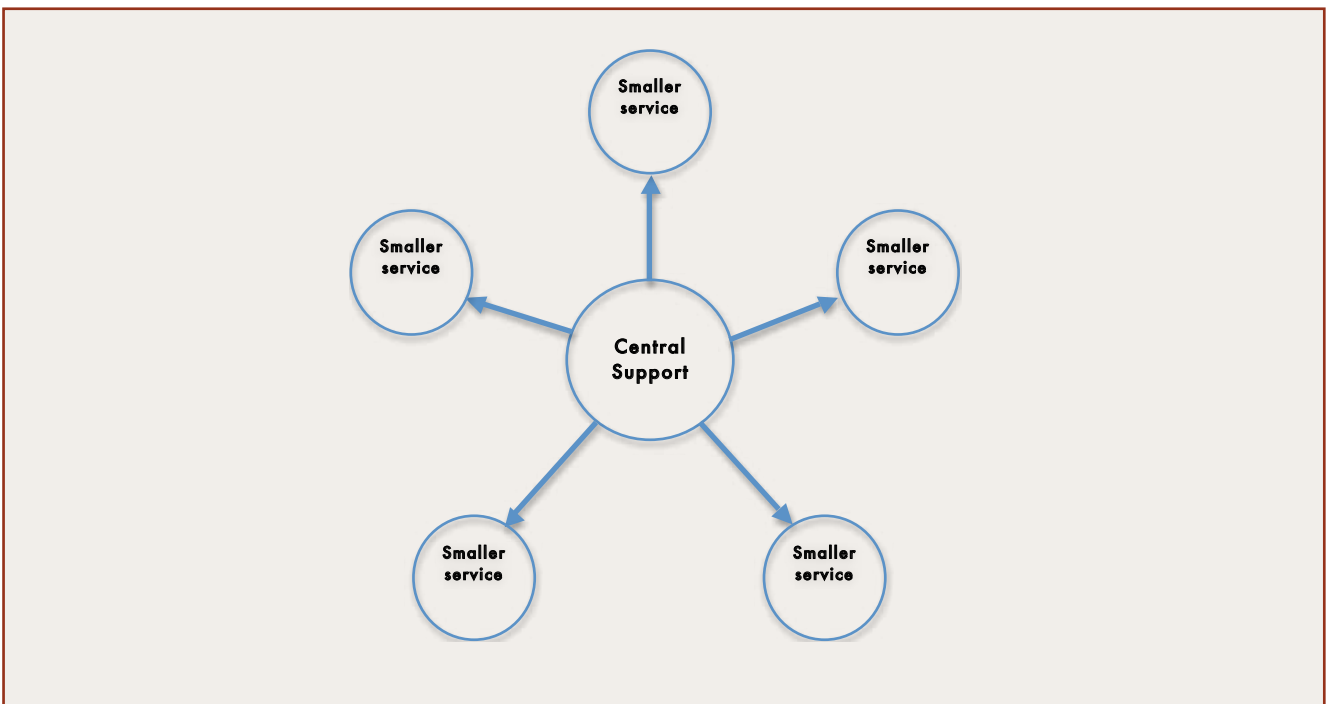 Smaller
service
Smaller
service
Smaller
service
Central
Support
Smaller
service
Smaller
service